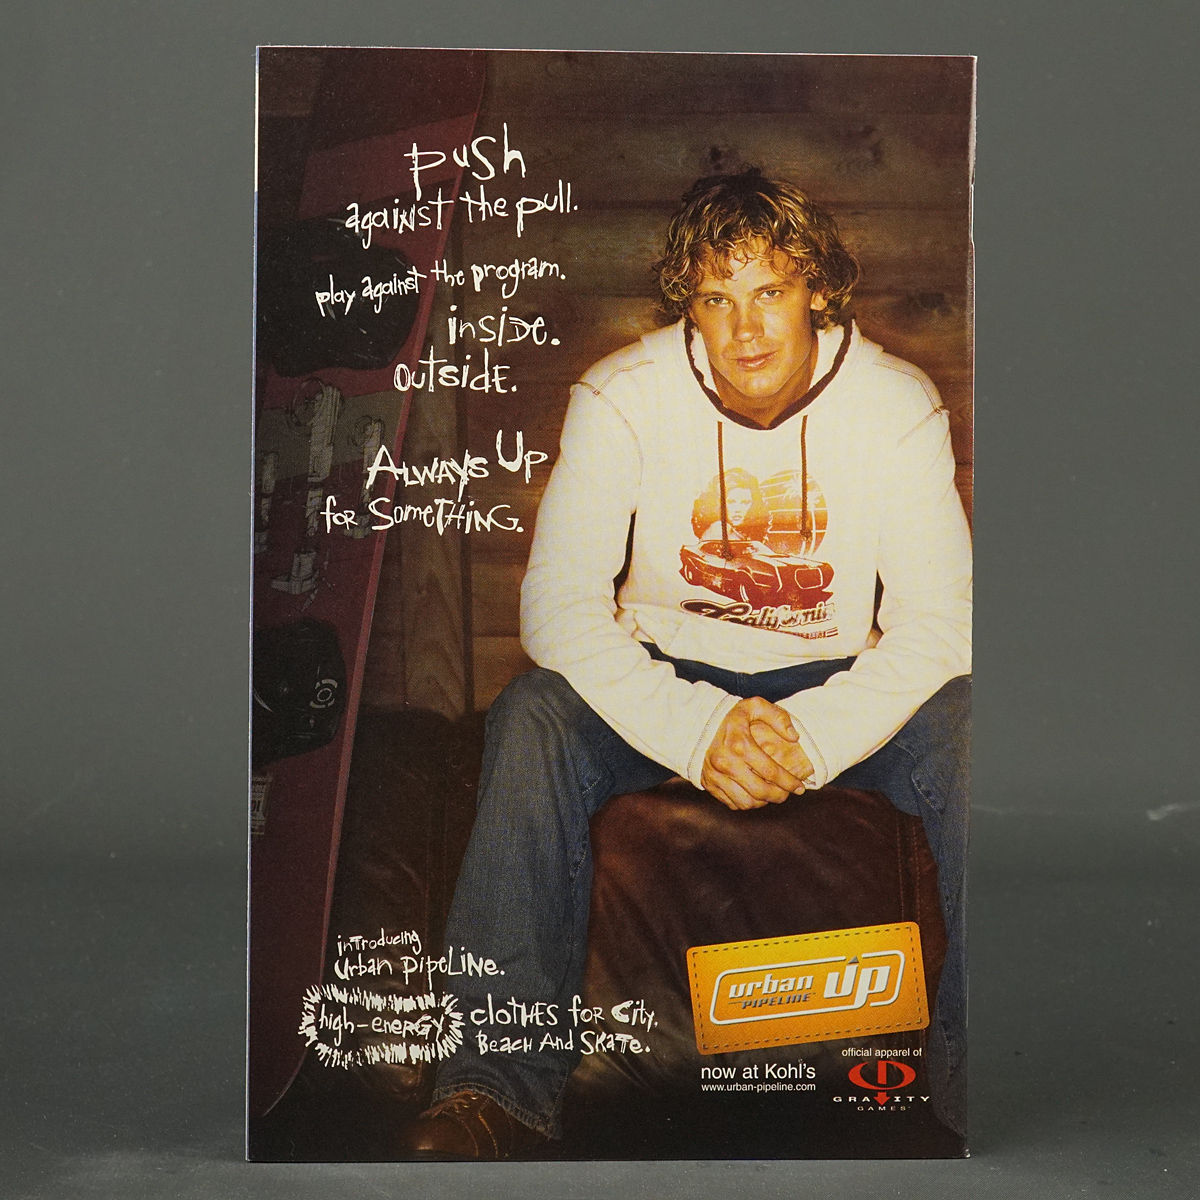 push
against the pull.
play against the program.
inside.
outside.
Always Up
for Something.
California
introducing
urban pipeline.
high-energy clothes for City,
Beach And Skate.
urban
PIPELINE
up
official apparel of
now at Kohl's
www.urban-pipeline.com
GRAVITY
GAMES